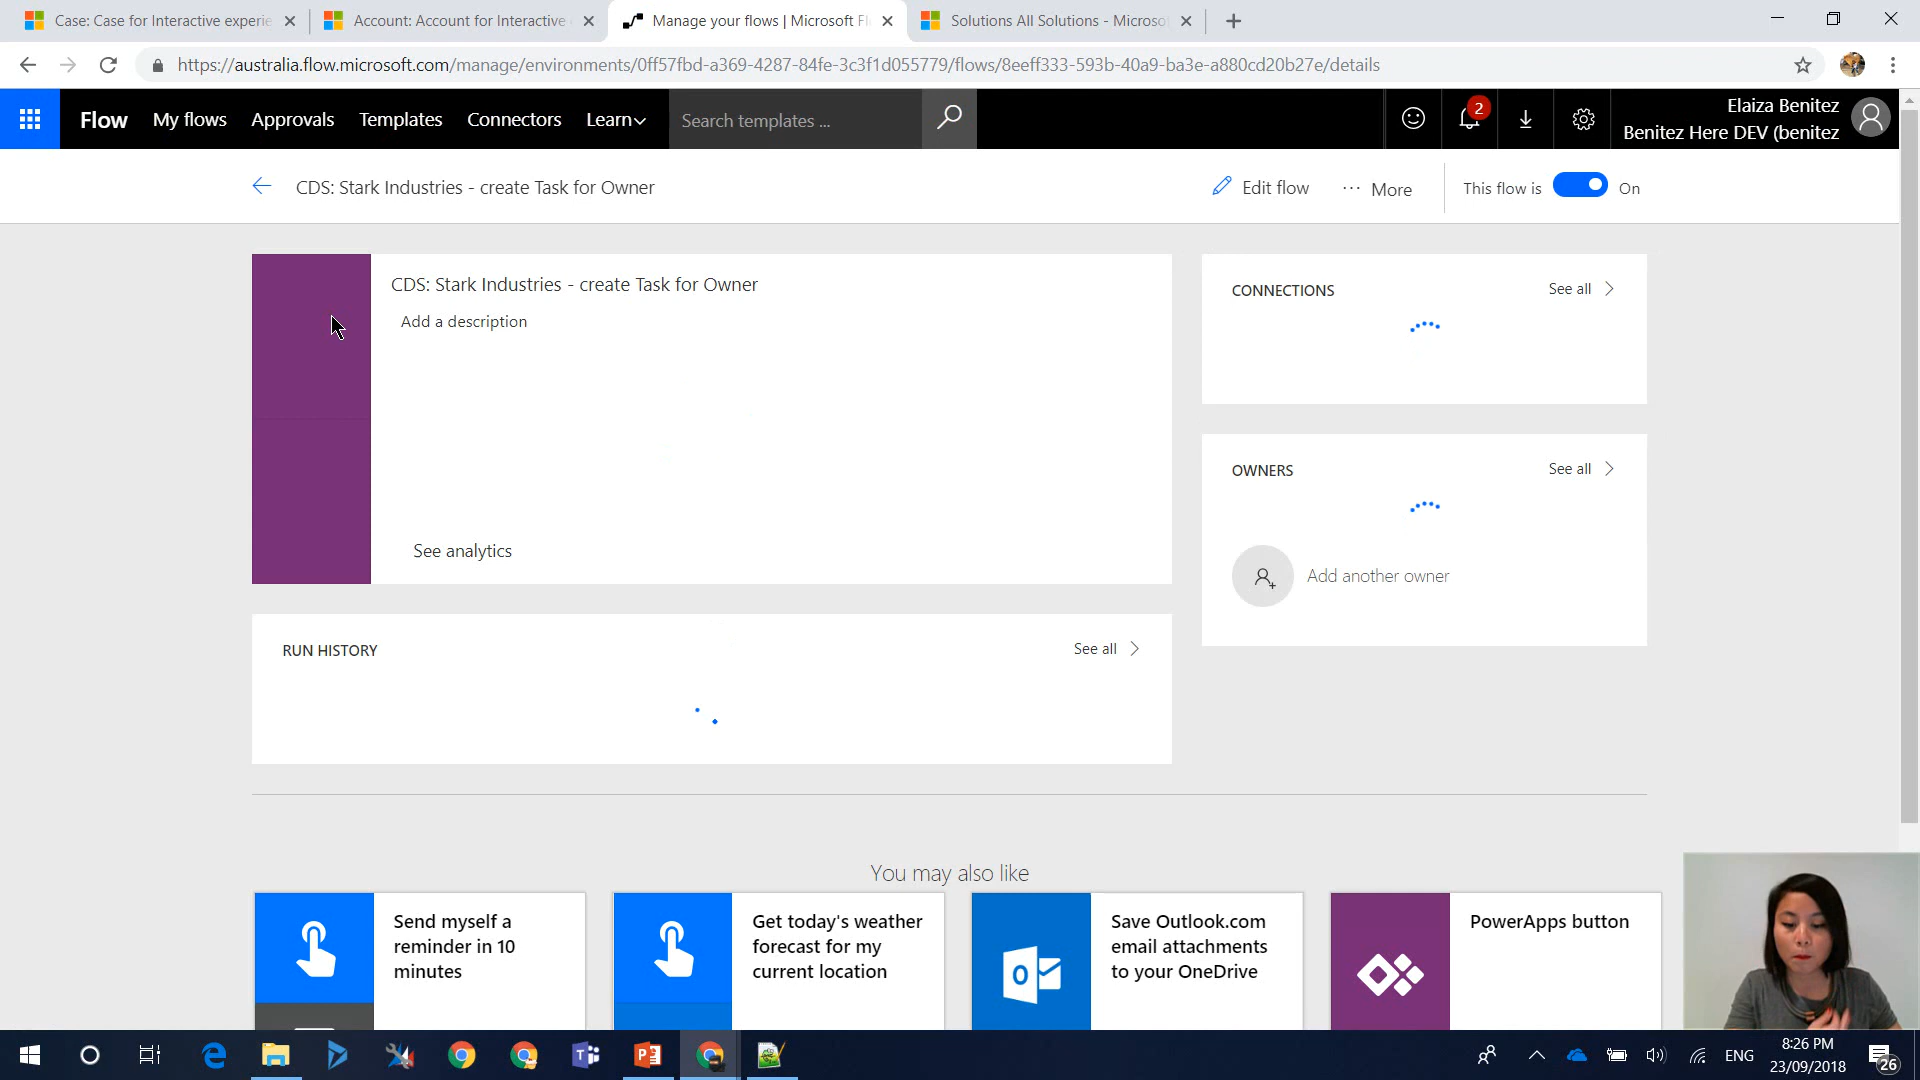 Case: Case for Interactive experie
Account: Account for Interactive
Manage your flows | Microsoft Fl
Solutions All Solutions - Microso
https://australia.flow.microsoft.com/manage/environments/0ff57fbd-a369-4287-84fe-3c3f1d055779/flows/8eeff333-593b-40a9-ba3e-a880cd20b27e/details
Flow
My flows
Approvals
Templates
Connectors
Learn
Search templates ...
2
Elaiza Benitez
Benitez Here DEV (benitez
CDS: Stark Industries - create Task for Owner
Edit flow
··· More
This flow is
On
CDS: Stark Industries - create Task for Owner
Add a description
See analytics
CONNECTIONS
See all
OWNERS
See all
Add another owner
RUN HISTORY
See all
You may also like
Send myself a
reminder in 10
minutes
Get today's weather
forecast for my
current location
Save Outlook.com
email attachments
to your OneDrive
PowerApps button
ENG
8:26 PM
23/09/2018
26